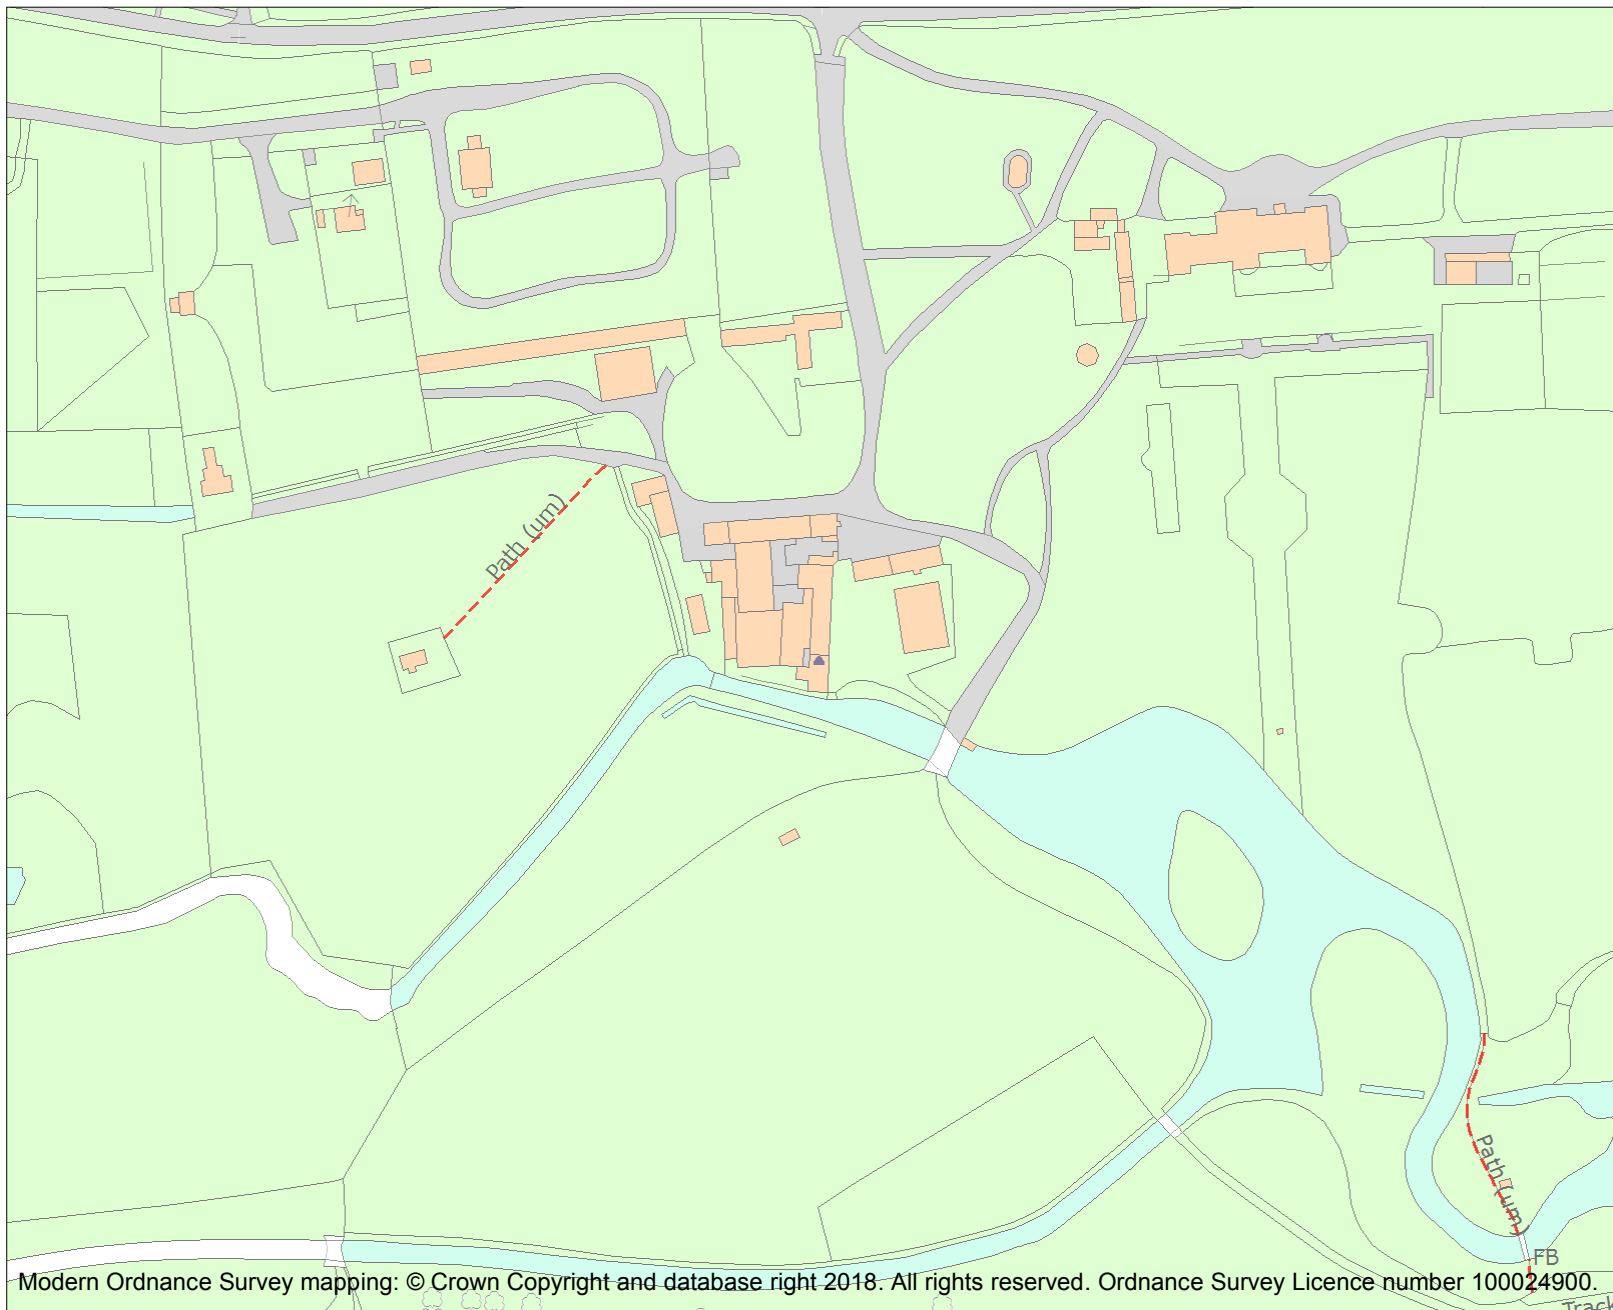 Path (um)
Path (um)
FB
Modern Ordnance Survey mapping: © Crown Copyright and database right 2018. All rights reserved. Ordnance Survey Licence number 100024900.
Track